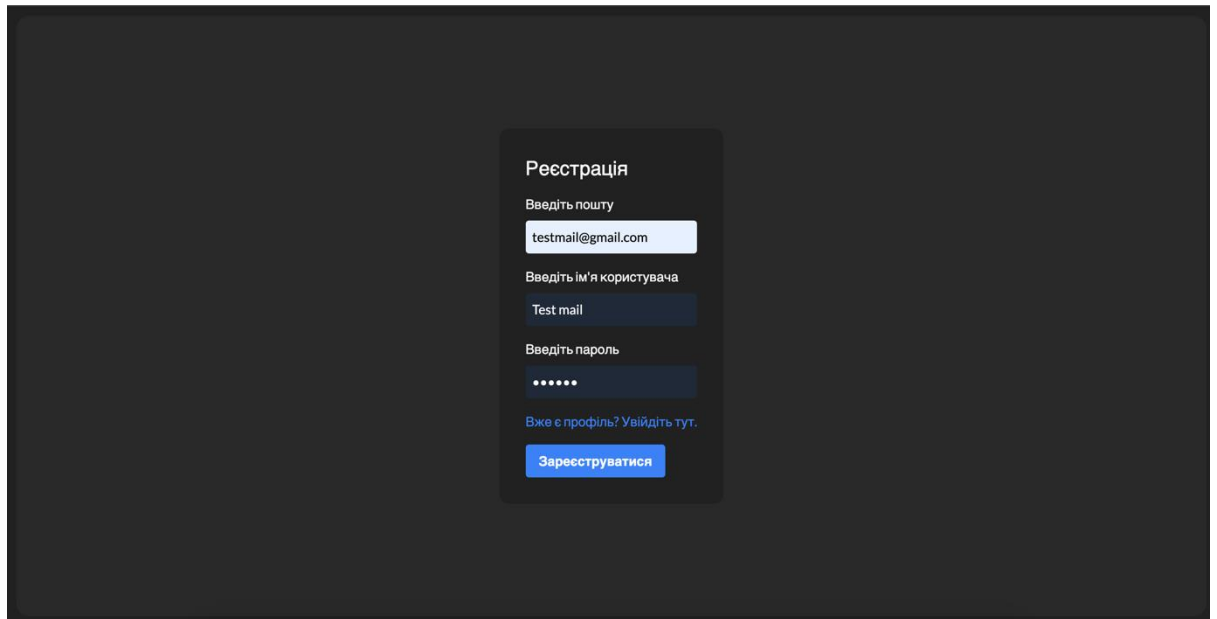 Реєстрація
Введіть пошту
testmail@gmail.com
Введіть ім'я користувача
Test mail
Введіть пароль
••••••
Вже є профіль? Увійдіть тут.
Зареєструватися